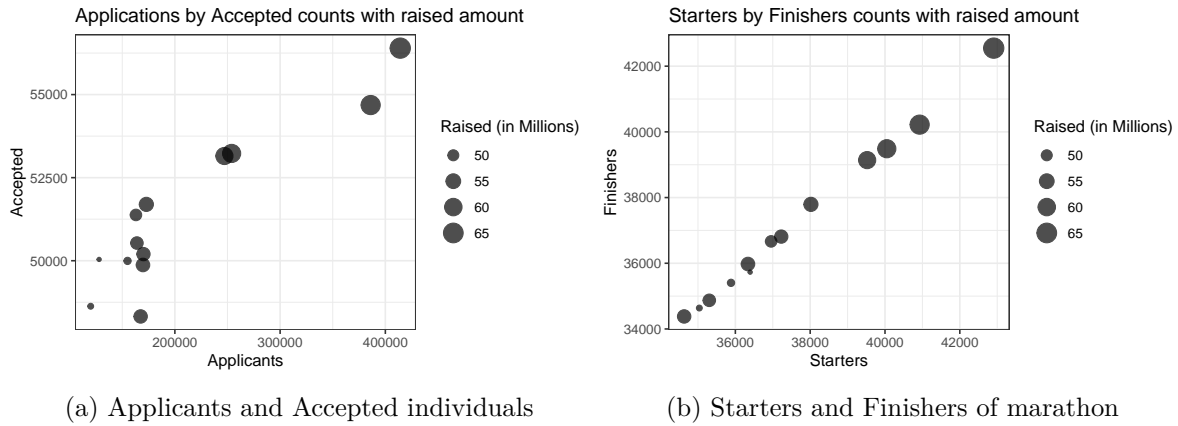 Applications by Accepted counts with raised amount
55000
52500
50000
Accepted
200000 300000 400000
Applicants
Raised (in Millions)
50
55
60
65
(a) Applicants and Accepted individuals
Starters by Finishers counts with raised amount
42000
40000
38000
36000
34000
Finishers
36000 38000 40000 42000
Starters
Raised (in Millions)
50
55
60
65
(b) Starters and Finishers of marathon